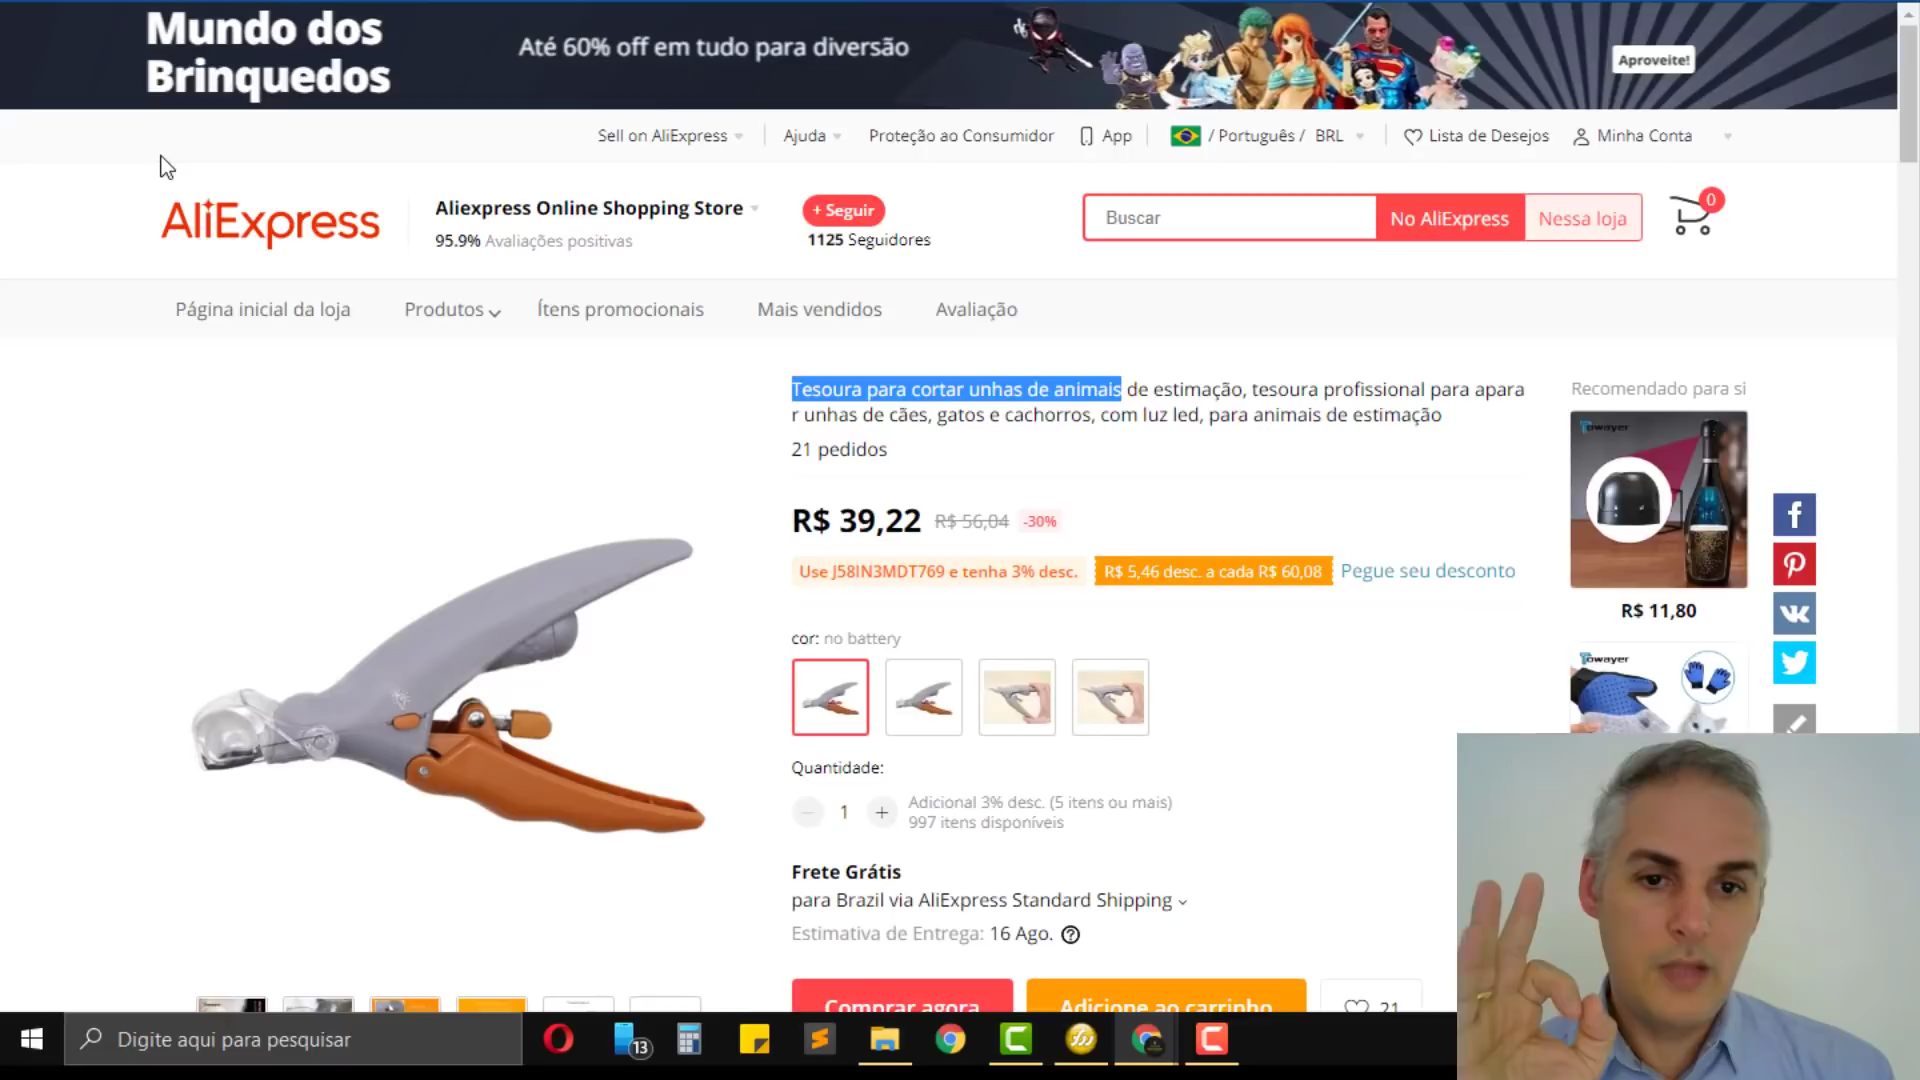 Mundo dos
Brinquedos
Até 60% off em tudo para diversão
Aproveite!
Sell on AliExpress
Ajuda
Proteção ao Consumidor
App
/ Português / BRL
Lista de Desejos
Minha Conta
AliExpress
Aliexpress Online Shopping Store
95.9% Avaliações positivas
+ Seguir
1125 Seguidores
Buscar
No AliExpress
Nessa loja
0
Página inicial da loja
Produtos
Ítens promocionais
Mais vendidos
Avaliação
Tesoura para cortar unhas de animais de estimação, tesoura profissional para apara
r unhas de cães, gatos e cachorros, com luz led, para animais de estimação
21 pedidos
R$ 39,22 R$ 56,04 -30%
Use J58IN3MDT769 e tenha 3% desc.
R$ 5,46 desc. a cada R$ 60,08
Pegue seu desconto
cor: no battery
Quantidade:
1
Adicional 3% desc. (5 itens ou mais)
997 itens disponíveis
Frete Grátis
para Brazil via AliExpress Standard Shipping
Estimativa de Entrega: 16 Ago.
Comprar agora
Adicione ao carrinho
21
Recomendado para si
Towayer
R$ 11,80
Towayer
Digite aqui para pesquisar
13